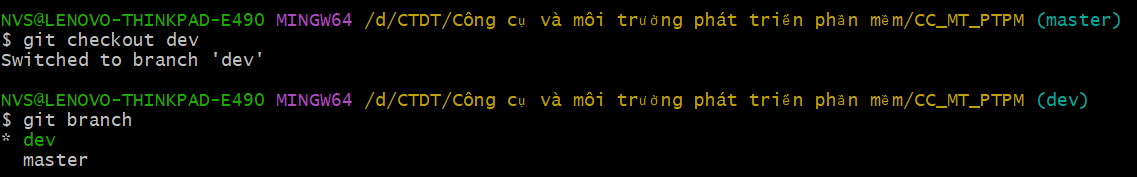 NVS@LENOVO-THINKPAD-E490 MINGW64 /d/CTDT/Công cụ và môi trường phát triển phần mềm/CC_MT_PTPM (master)
$ git checkout dev
Switched to branch 'dev'
NVS@LENOVO-THINKPAD-E490 MINGW64 /d/CTDT/Công cụ và môi trường phát triển phần mềm/CC_MT_PTPM (dev)
$ git branch
* dev
master